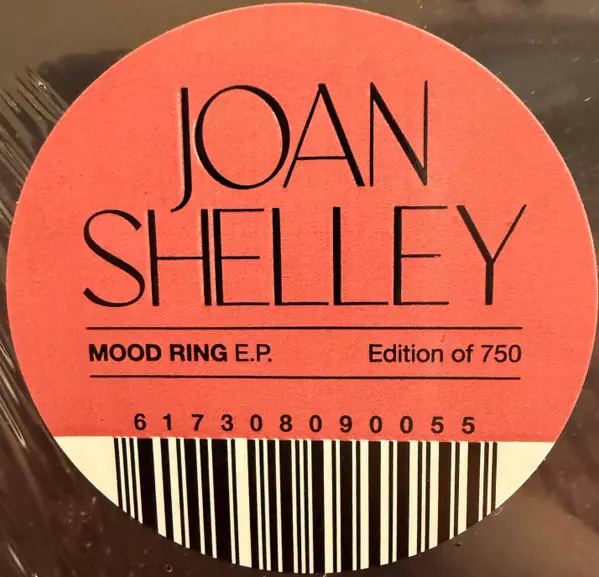 JOAN
SHELLEY
MOOD RING E.P. Edition of 750
617308090055